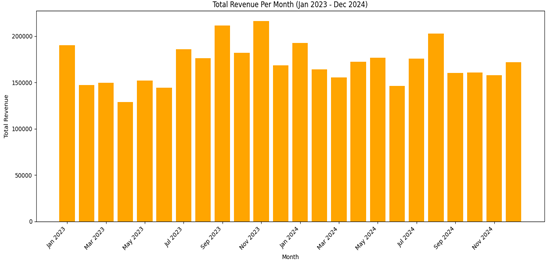 Total Revenue Per Month (Jan 2023 - Dec 2024)
200000
150000
100000
50000
0
Total Revenue
Jan 2023
Mar 2023
May 2023
Jul 2023
Sep 2023
Nov 2023
Jan 2024
Mar 2024
May 2024
Jul 2024
Sep 2024
Nov 2024
Month